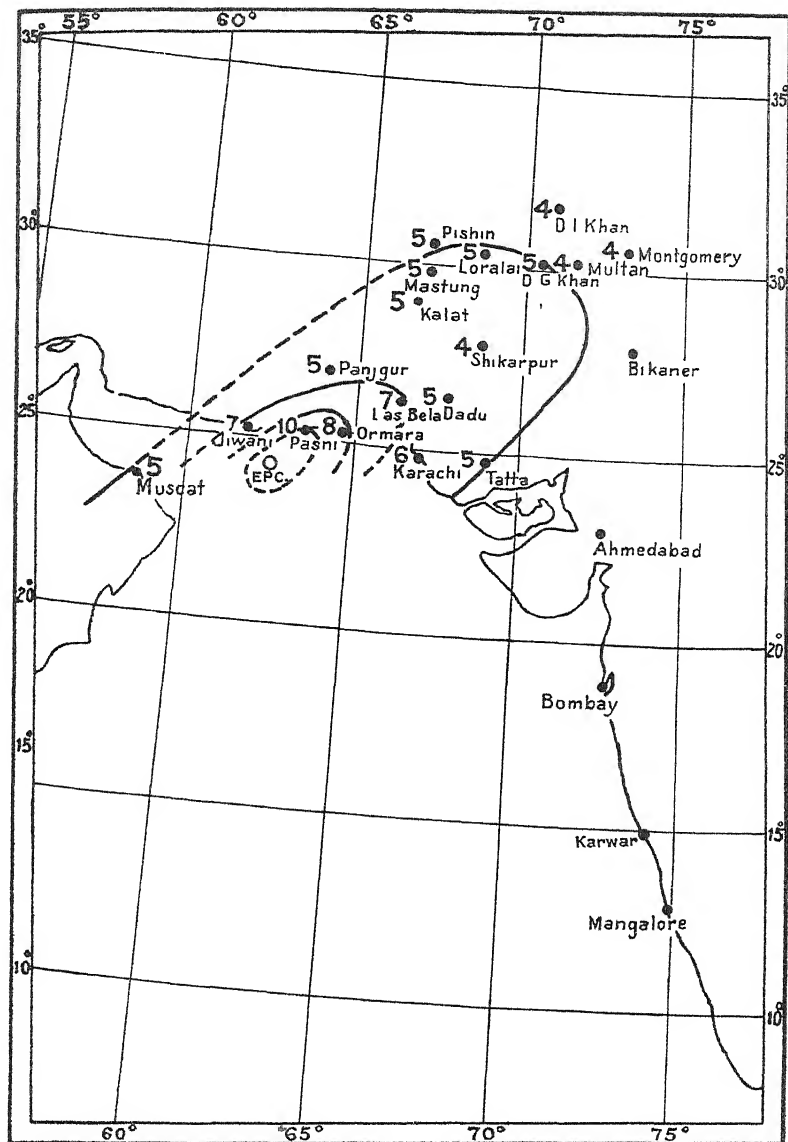 55° 60° 65° 70° 75°
35°
35°
4
D I Khan
30°
5 Pishin
5 Loralai
5 D G Khan
4 Multan
4 Montgomery
30°
5
Mastung
5
Kalat
4
Shikarpur
Bikaner
5 Panjgur
25°
7
Jiwani
10
Pasni
8
Ormara
7
Las Bela
5
Dadu
5
Muscat
EPC.
6
Karachi
5
Tatta
25°
Ahmedabad
20°
20°
Bombay
15°
Karwar
15°
Mangalore
10°
10°
60° 65° 70° 75°